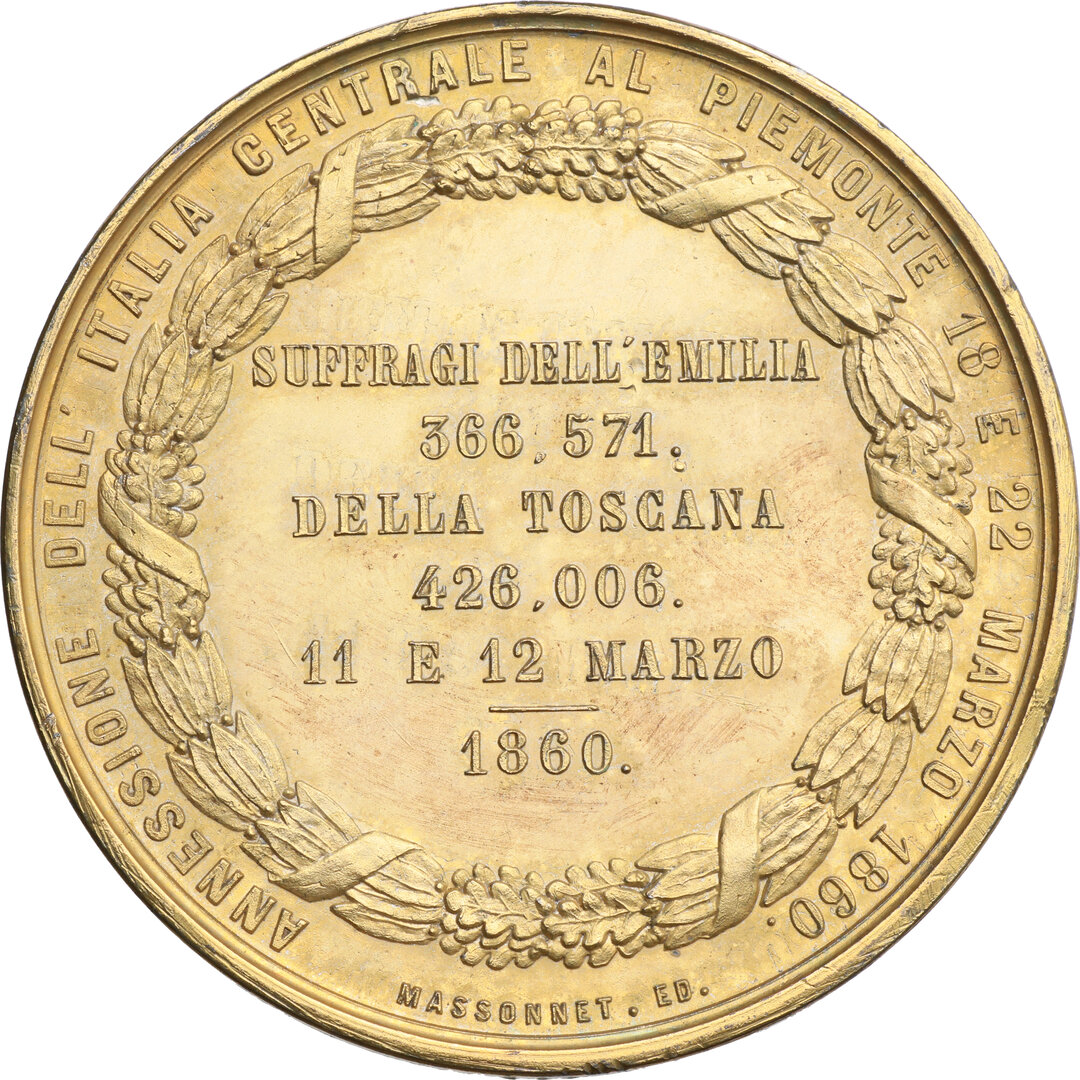 ANNESSIONE DELL' ITALIA CENTRALE AL PIEMONTE 18 E 22 MARZO 1860.
SUFFRAGI DELL'EMILIA
366,571.
DELLA TOSCANA
426,006.
11 E 12 MARZO
1860.
MASSONNET . ED.